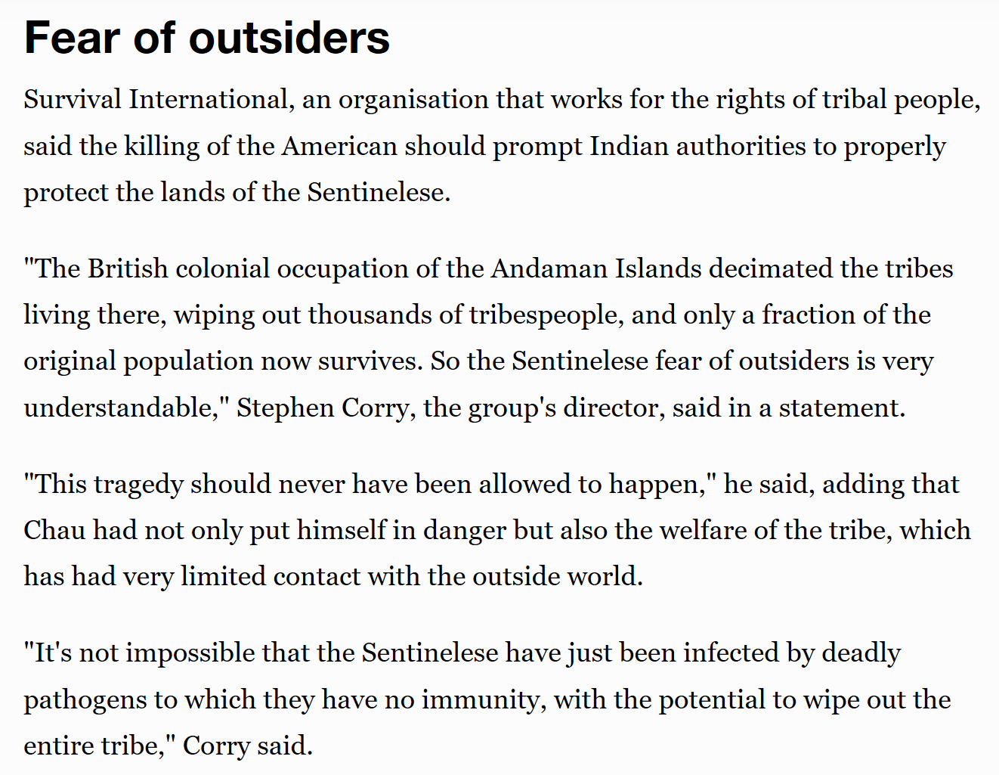 Fear of outsiders
Survival International, an organisation that works for the rights of tribal people,
said the killing of the American should prompt Indian authorities to properly
protect the lands of the Sentinelese.
"The British colonial occupation of the Andaman Islands decimated the tribes
living there, wiping out thousands of tribespeople, and only a fraction of the
original population now survives. So the Sentinelese fear of outsiders is very
understandable," Stephen Corry, the group's director, said in a statement.
"This tragedy should never have been allowed to happen," he said, adding that
Chau had not only put himself in danger but also the welfare of the tribe, which
has had very limited contact with the outside world.
"It's not impossible that the Sentinelese have just been infected by deadly
pathogens to which they have no immunity, with the potential to wipe out the
entire tribe," Corry said.